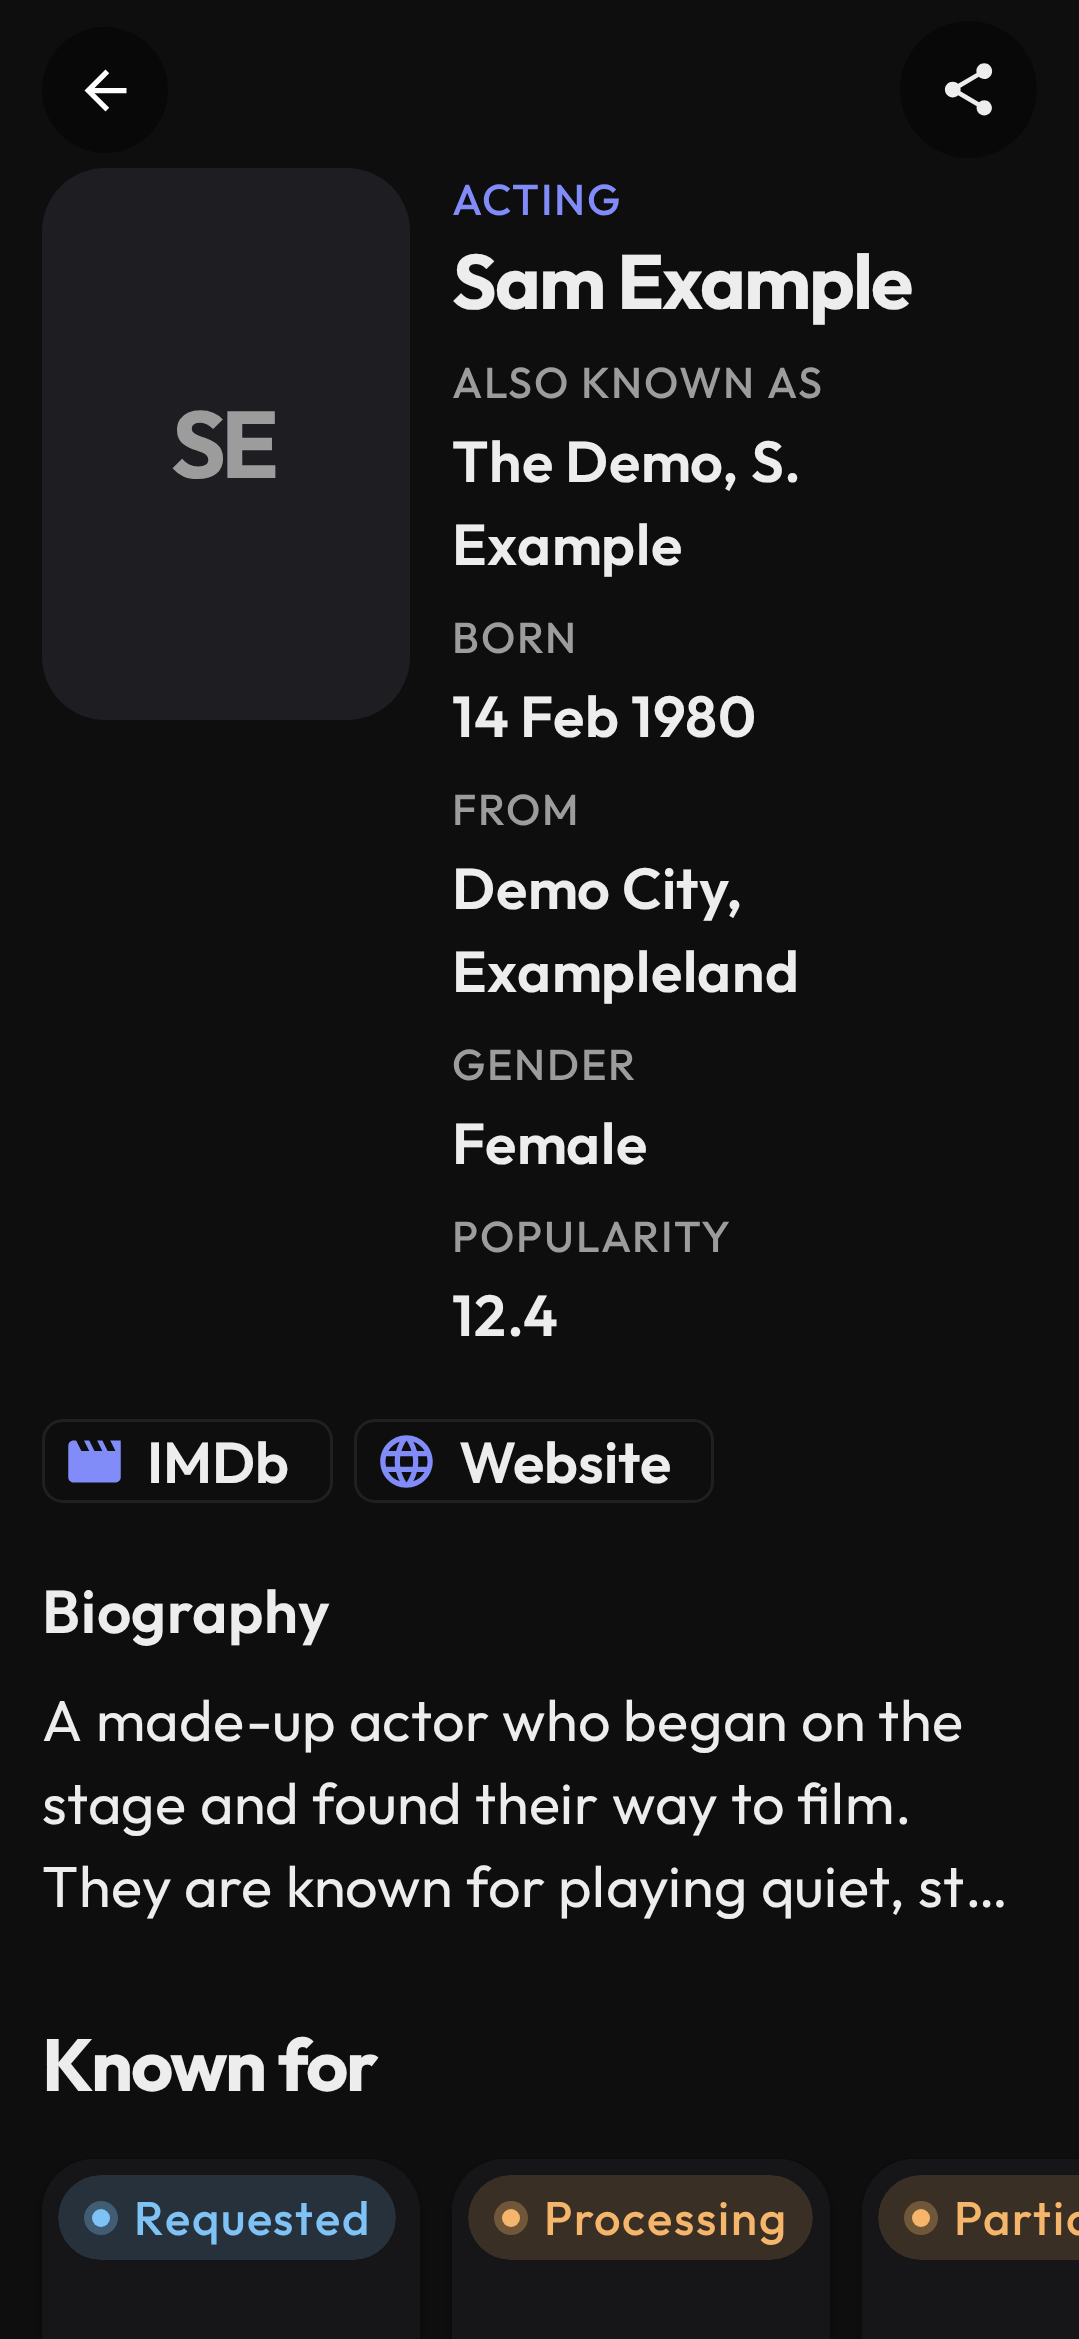 ACTING
Sam Example
SE
ALSO KNOWN AS
The Demo, S.
Example
BORN
14 Feb 1980
FROM
Demo City,
Exampleland
GENDER
Female
POPULARITY
12.4
IMDb
Website
Biography
A made-up actor who began on the
stage and found their way to film.
They are known for playing quiet, st…
Known for
Requested
Processing